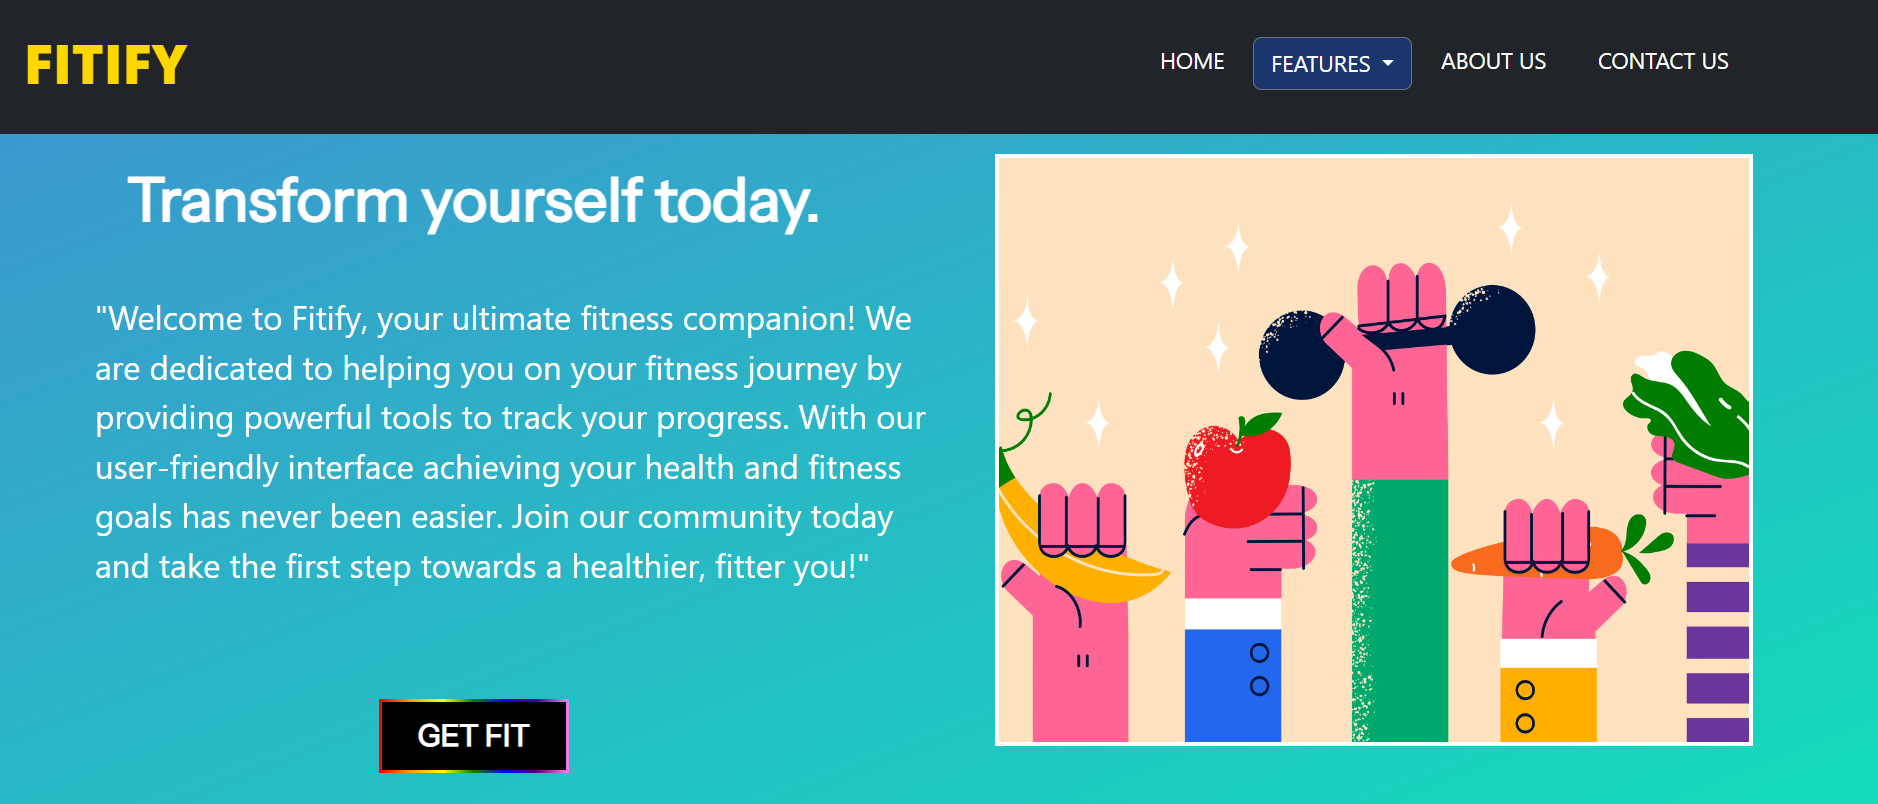 FITIFY
HOME
FEATURES
ABOUT US
CONTACT US
Transform yourself today.
"Welcome to Fitify, your ultimate fitness companion! We
are dedicated to helping you on your fitness journey by
providing powerful tools to track your progress. With our
user-friendly interface achieving your health and fitness
goals has never been easier. Join our community today
and take the first step towards a healthier, fitter you!"
GET FIT